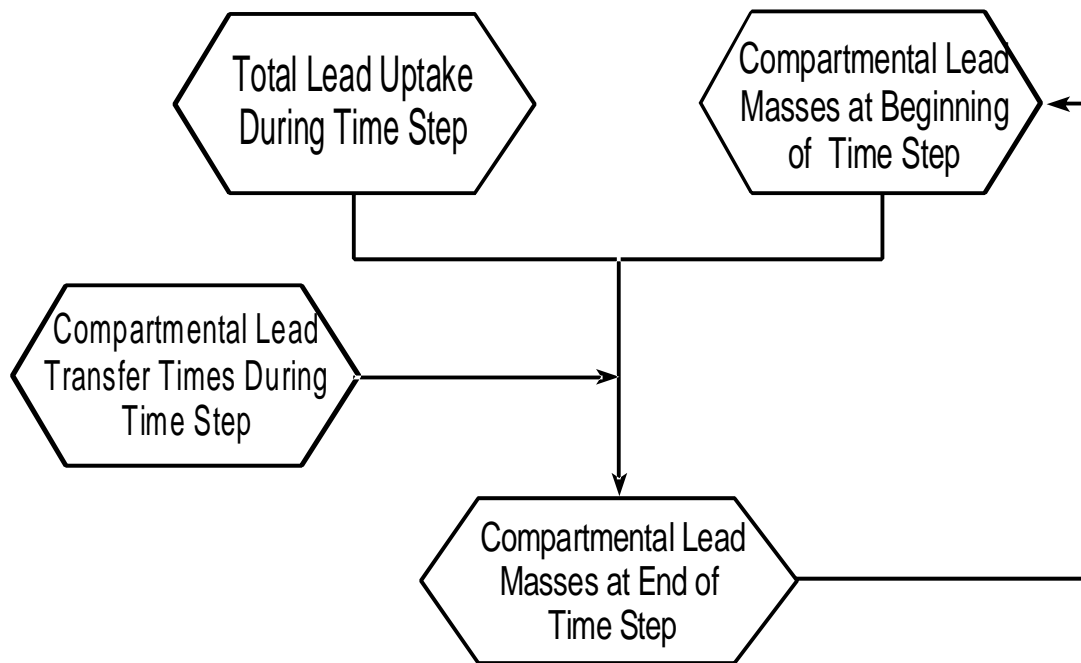 Total Lead Uptake
During Time Step
Compartmental Lead
Masses at Beginning
of Time Step
Compartmental Lead
Transfer Times During
Time Step
Compartmental Lead
Masses at End of
Time Step